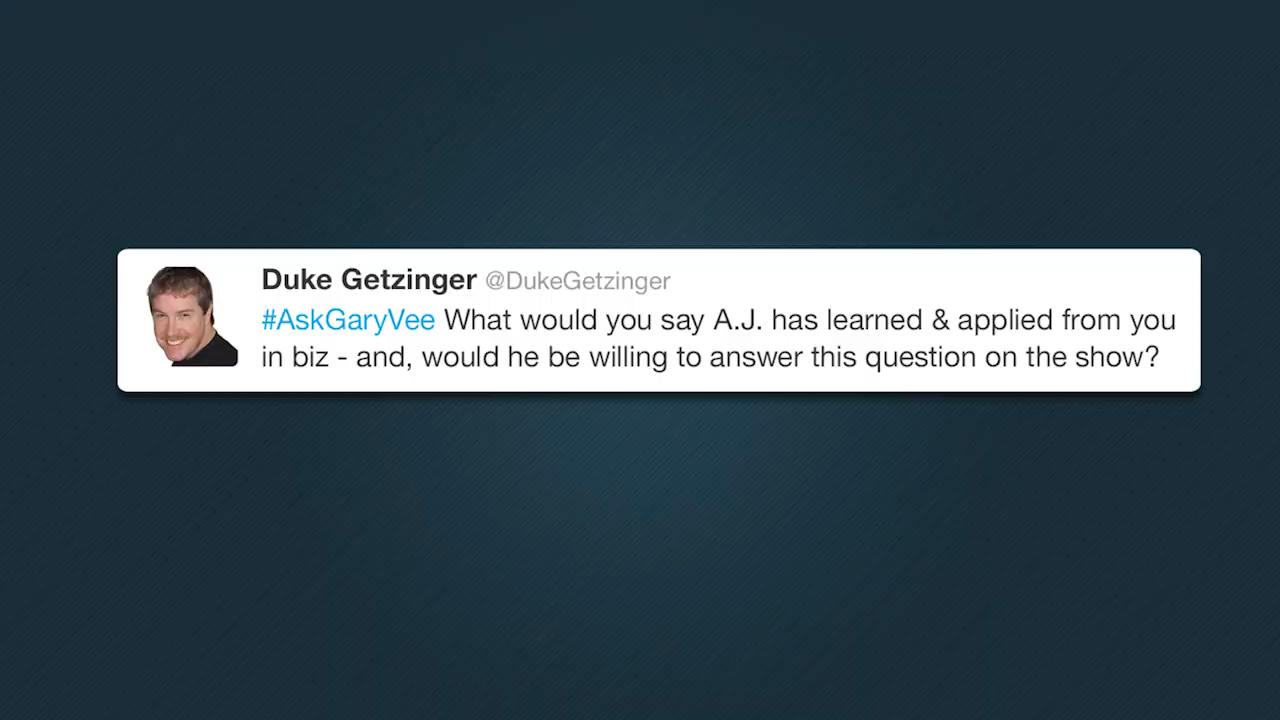 Duke Getzinger @DukeGetzinger
#AskGaryVee What would you say A.J. has learned & applied from you
in biz - and, would he be willing to answer this question on the show?